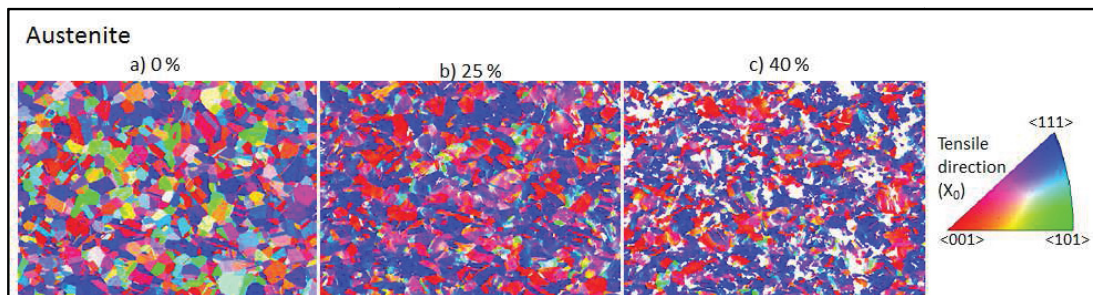 Austenite
a) 0 %
b) 25 %
c) 40 %
<111>
Tensile
direction
(X₀)
<001>
<101>